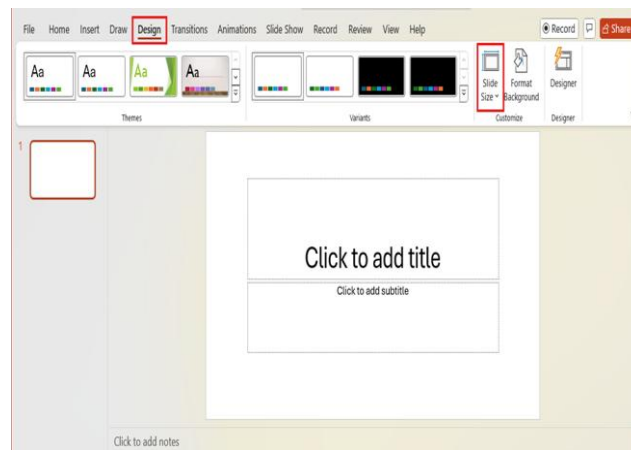 File Home Insert Draw Design Transitions Animations Slide Show Record Review View Help Record Share
Aa Aa Aa Aa
Slide Size Format Background Designer
Themes Variants Customize Designer
1
Click to add title
Click to add subtitle
Click to add notes